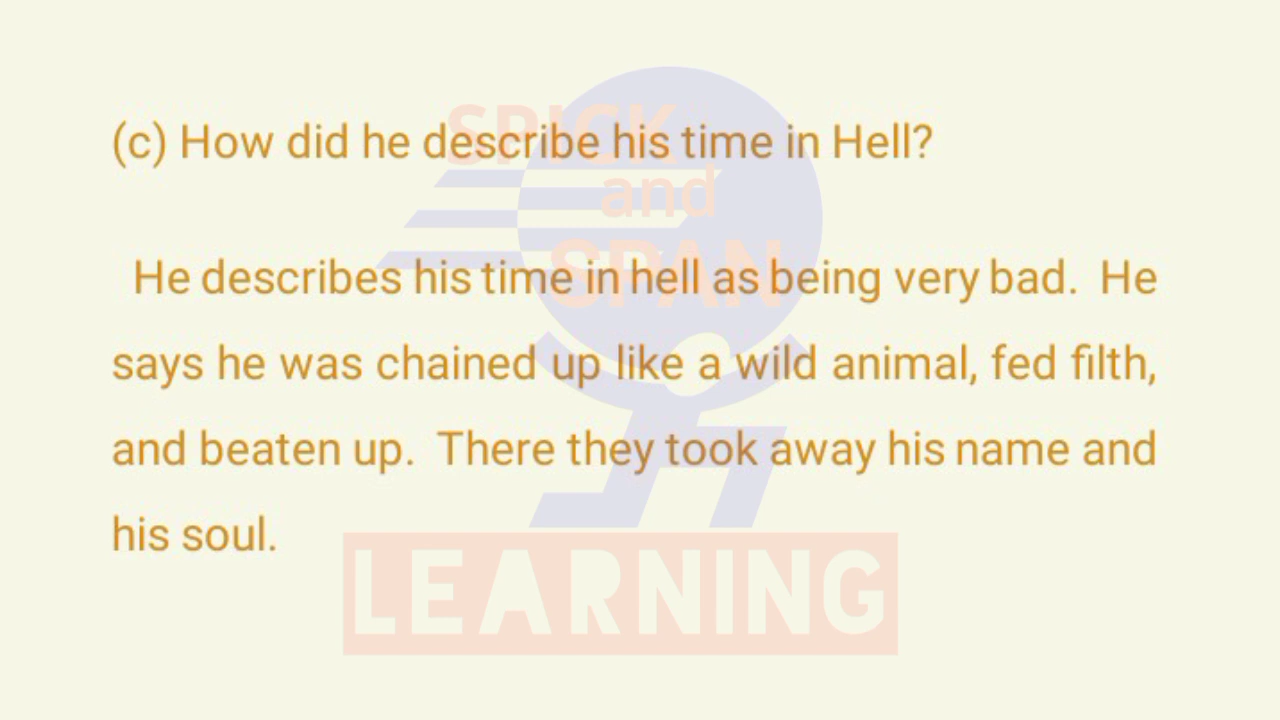 (c) How did he describe his time in Hell?
He describes his time in hell as being very bad. He
says he was chained up like a wild animal, fed filth,
and beaten up. There they took away his name and
his soul.
SPICK
and
SPAN
LEARNING